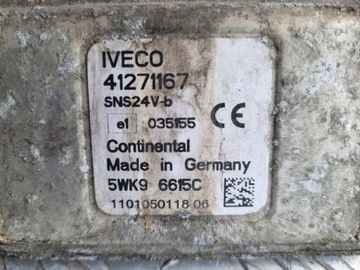 IVECO
41271167
SNS24V-b
e1 035155 CE
Continental
Made in Germany
5WK9 6615C
1101050118 06